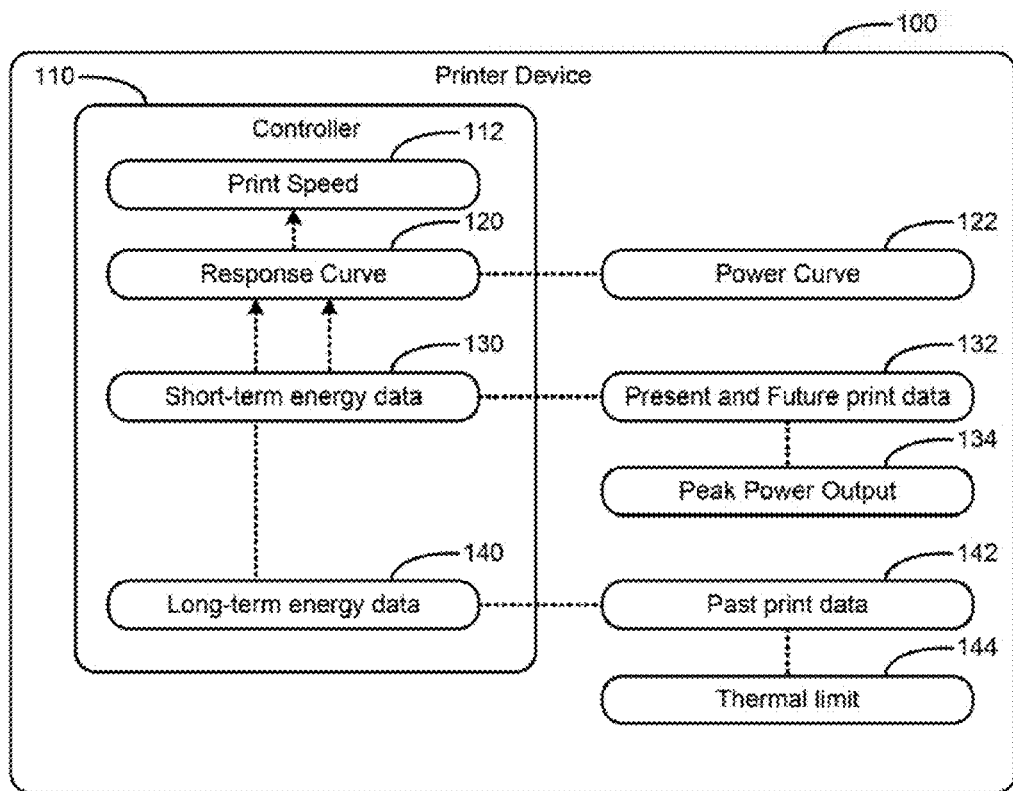 100
Printer Device
110
Controller
112
Print Speed
120
122
Response Curve
Power Curve
130
132
Short-term energy data
Present and Future print data
134
Peak Power Output
140
142
Long-term energy data
Past print data
144
Thermal limit